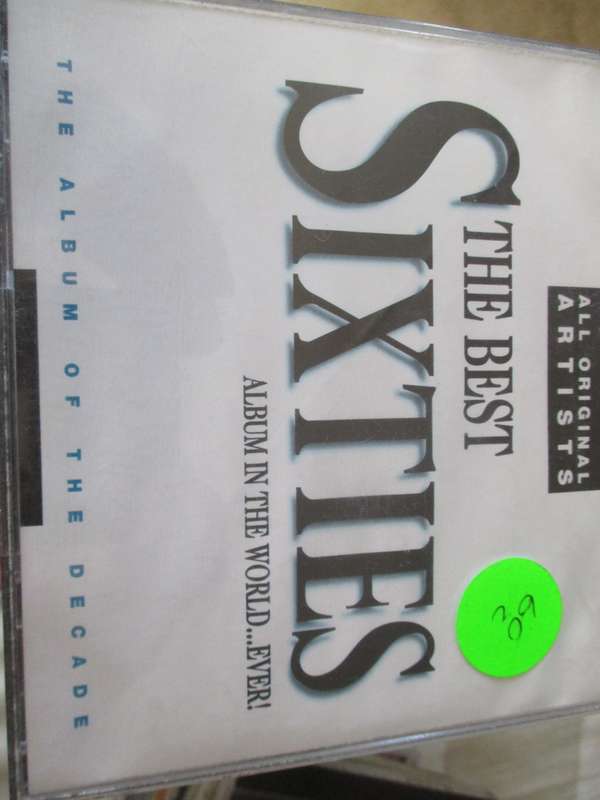 ALL ORIGINAL
ARTISTS
THE BEST
SIXTIES
ALBUM IN THE WORLD...EVER!
THE ALBUM OF THE DECADE